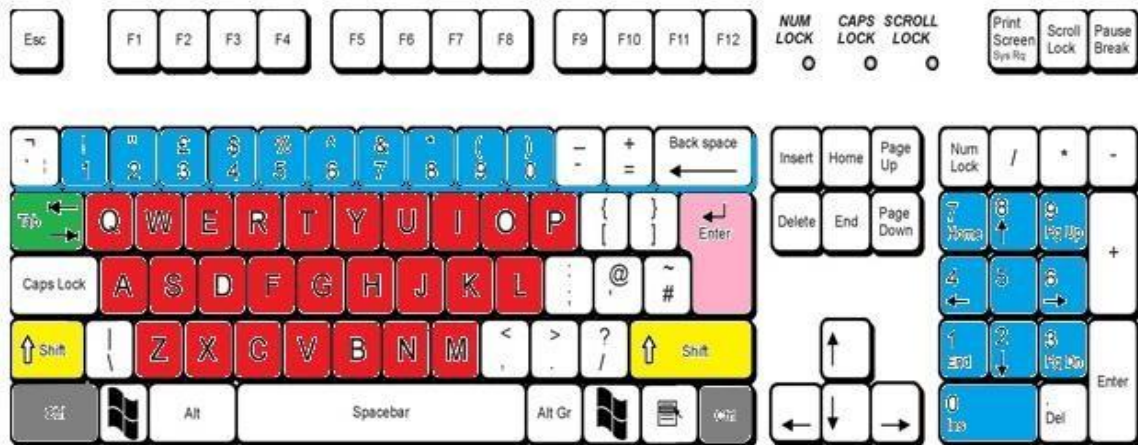 Esc F1 F2 F3 F4 F5 F6 F7 F8 F9 F10 F11 F12 NUM LOCK CAPS LOCK SCROLL LOCK Print Screen Sys Rq Scroll Lock Pause Break
¬ ! 1 " 2 £ 3 $ 4 % 5 ^ 6 & 7 * 8 ( 9 ) 0 – - + = Back space Insert Home Page Up Num Lock / * -
Tab Q W E R T Y U I O P { [ } ] Enter Delete End Page Down 7 Home 8 9 Pg Up +
Caps Lock A S D F G H J K L : ; @ ' ~ # 4 5 6
Shift | \ Z X C V B N M < , > . ? / Shift 1 End 2 3 Pg Dn Enter
Ctrl Alt Spacebar Alt Gr Ctrl 0 Ins . Del